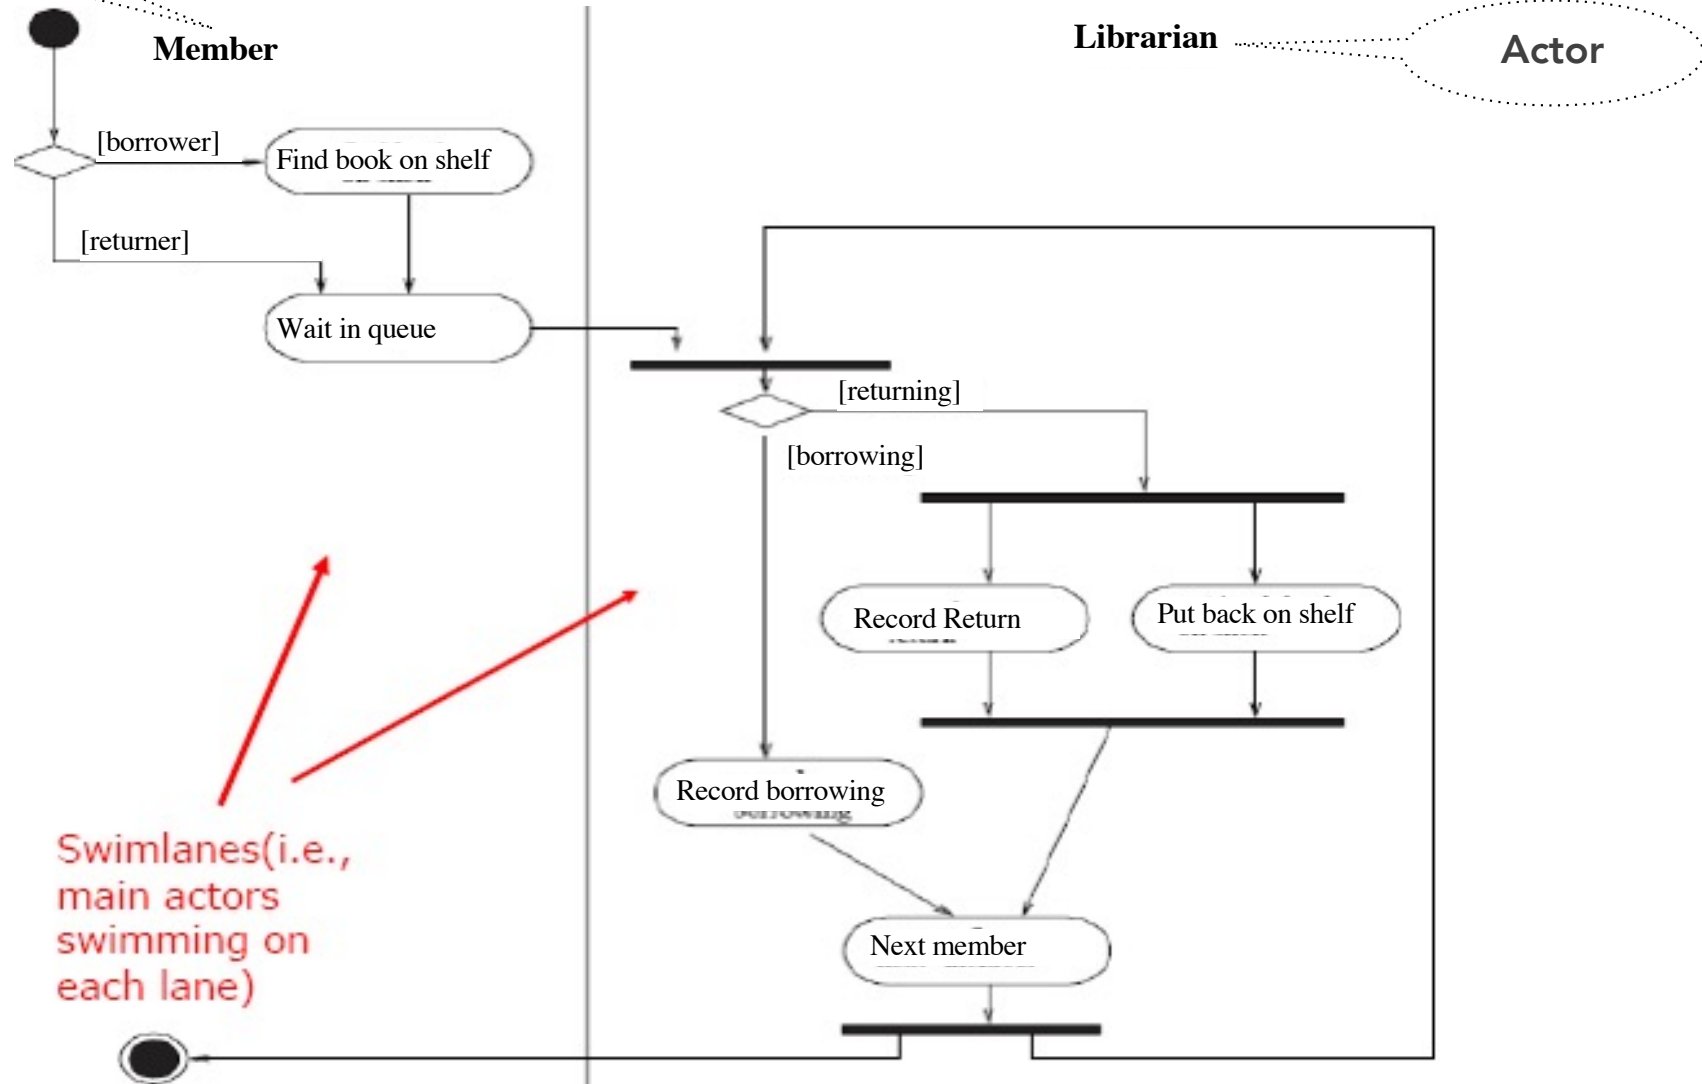 Member
Librarian
Actor
[borrower]
Find book on shelf
[returner]
Wait in queue
[returning]
[borrowing]
Record Return
Put back on shelf
Record borrowing
Next member
Swimlanes(i.e.,
main actors
swimming on
each lane)